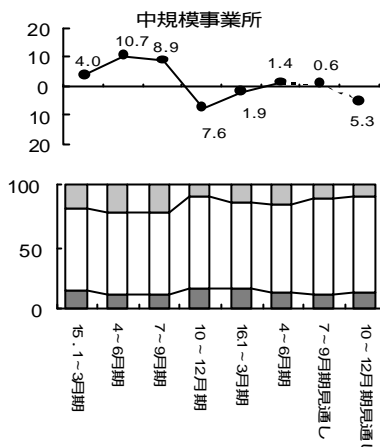 中規模事業所
20
10
0
10
20
4.0
10.7
8.9
7.6
1.9
1.4
0.6
5.3
100
50
0
15．1～3月期
4～6月期
7～9月期
10～12月期
16.1～3月期
4～6月期
7～9月期見通し
10～12月期見通し